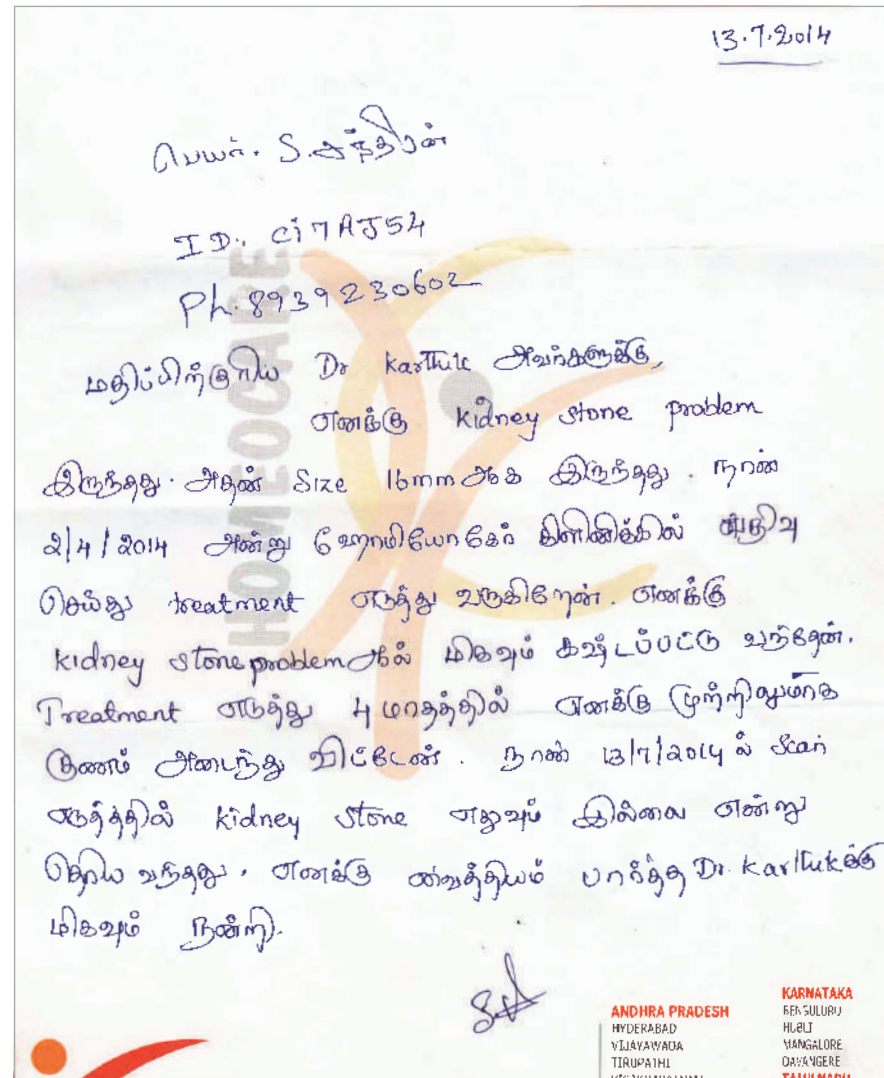 13.7.2014
பெயர். S. சந்திரன்
ID: Ci7AJ54
Ph. 8939230602
HOMEOCARE
மதிப்பிற்குரிய Dr Karthik அவர்களுக்கு,
எனக்கு kidney stone problem
இருந்தது. அதன் Size 16mm ஆக இருந்தது. நான்
2/4/2014 அன்று ஹோமியோகேர் கிளினிக்கில் பதிவு
செய்து treatment எடுத்து வருகிறேன். எனக்கு
kidney stone problem ஆல் மிகவும் கஷ்டப்பட்டு வந்தேன்.
Treatment எடுத்து 4 மாதத்தில் எனக்கு முற்றிலுமாக
குணம் அடைந்து விட்டேன். நான் 13/7/2014 ல் Scan
எடுத்ததில் kidney stone எதுவும் இல்லை என்று
தெரிய வந்தது. எனக்கு வைத்தியம் பார்த்த Dr. Karthikக்கு
மிகவும் நன்றி.
ANDHRA PRADESH
HYDERABAD
VIJAYAWADA
TIRUPATHI
KARNATAKA
BENGULURU
HUBLI
MANGALORE
DAVANGERE
TAMILNADU